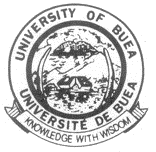 UNIVERSITY OF BUEA
UNIVERSITÉ DE BUEA
KNOWLEDGE WITH WISDOM